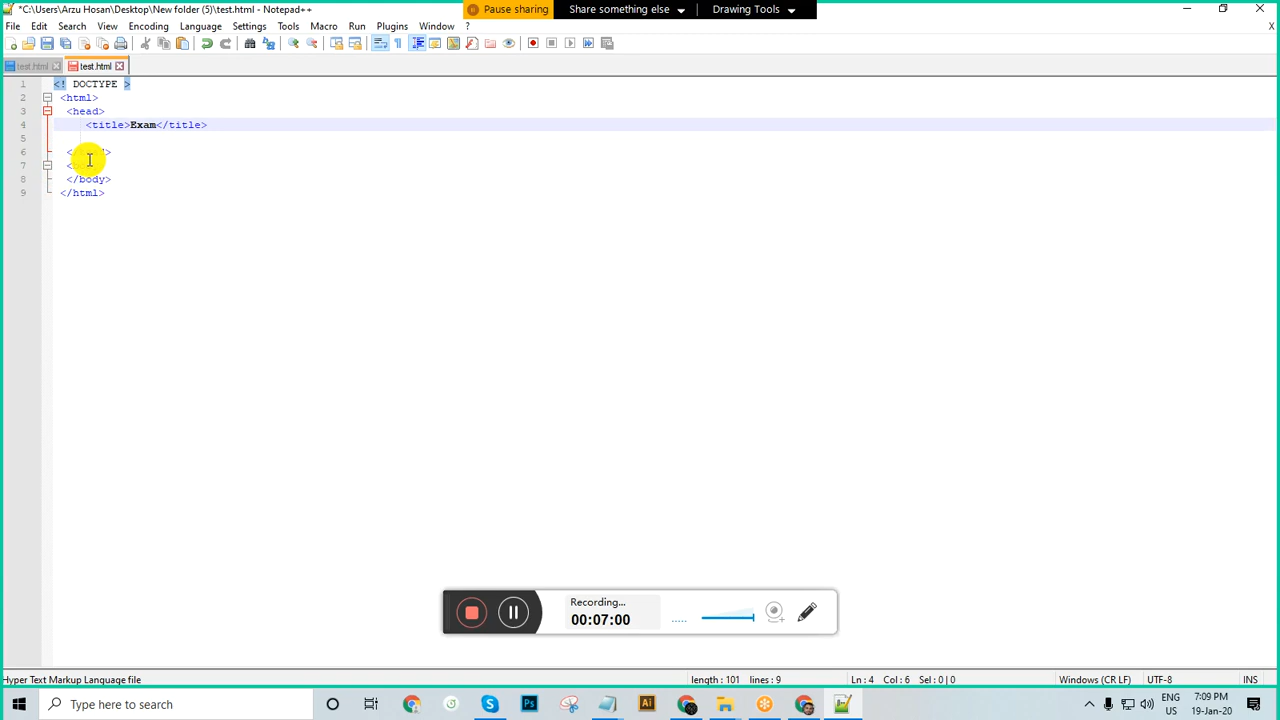 *C:\Users\Arzu Hosan\Desktop\New folder (5)\test.html - Notepad++
Pause sharing
Share something else
Drawing Tools
File Edit Search View Encoding Language Settings Tools Macro Run Plugins Window ?
X
test.html
test.html
1 <! DOCTYPE >
2 <html>
3 <head>
4 <title>Exam</title>
5
6
7
8 </body>
9 </html>
Recording...
00:07:00
Hyper Text Markup Language file
length : 101 lines : 9
Ln : 4 Col : 6 Sel : 0 | 0
Windows (CR LF)
UTF-8
INS
Type here to search
Ps
Ai
ENG
US
7:09 PM
19-Jan-20